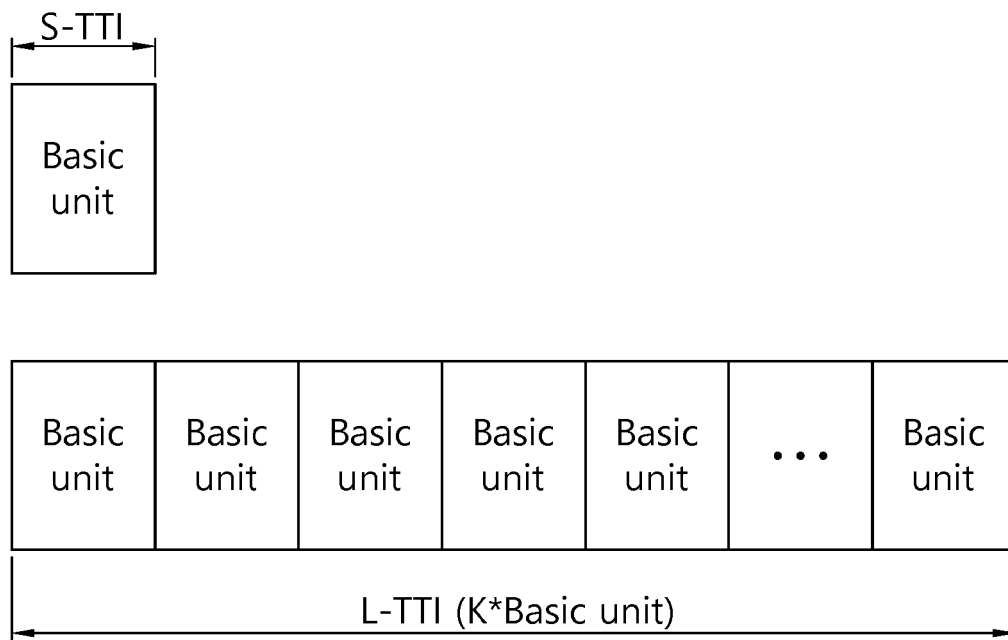 S-TTI
Basic
unit
Basic
unit
Basic
unit
Basic
unit
Basic
unit
Basic
unit
• • •
Basic
unit
L-TTI (K*Basic unit)